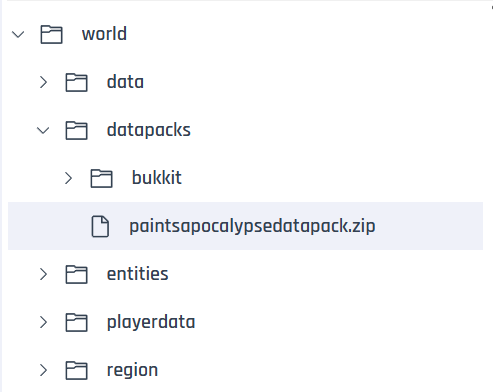 world
data
datapacks
bukkit
paintsapocalypsedatapack.zip
entities
playerdata
region